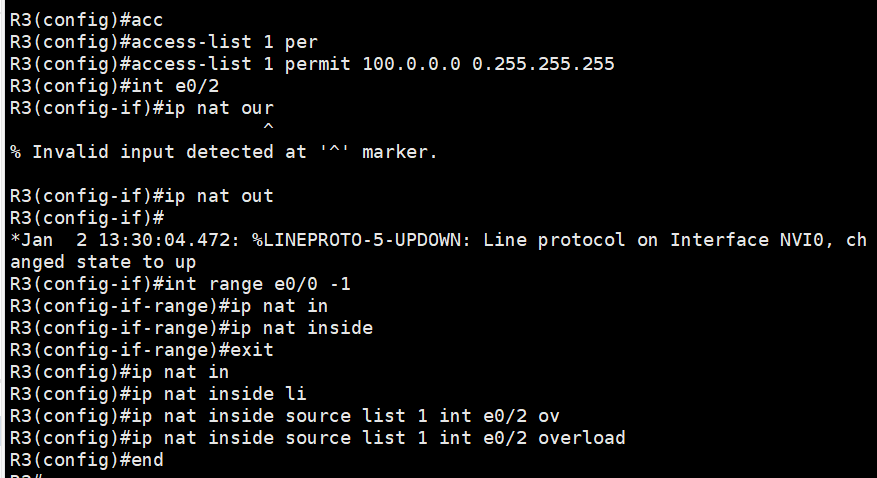 R3(config)#acc
R3(config)#access-list 1 per
R3(config)#access-list 1 permit 100.0.0.0 0.255.255.255
R3(config)#int e0/2
R3(config-if)#ip nat our
^
% Invalid input detected at '^' marker.
R3(config-if)#ip nat out
R3(config-if)#
*Jan  2 13:30:04.472: %LINEPROTO-5-UPDOWN: Line protocol on Interface NVI0, ch
anged state to up
R3(config-if)#int range e0/0 -1
R3(config-if-range)#ip nat in
R3(config-if-range)#ip nat inside
R3(config-if-range)#exit
R3(config)#ip nat in
R3(config)#ip nat inside li
R3(config)#ip nat inside source list 1 int e0/2 ov
R3(config)#ip nat inside source list 1 int e0/2 overload
R3(config)#end
R3#